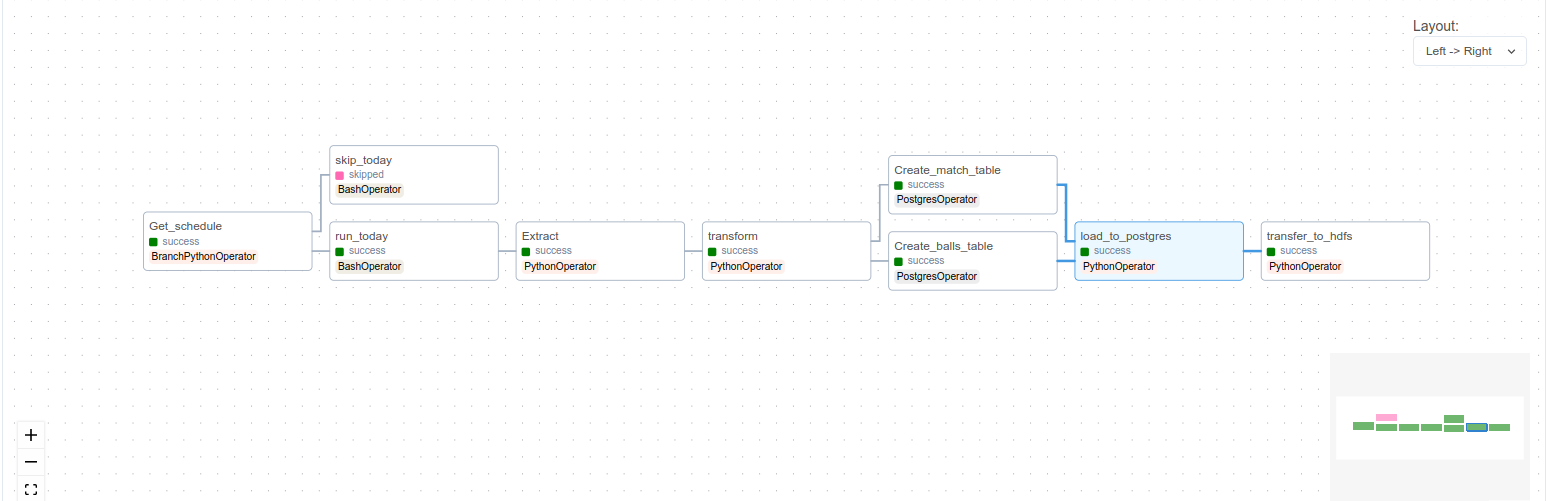 Layout:
Left -> Right
skip_today
skipped
BashOperator
Get_schedule
success
BranchPythonOperator
run_today
success
BashOperator
Extract
success
PythonOperator
transform
success
PythonOperator
Create_match_table
success
PostgresOperator
Create_balls_table
success
PostgresOperator
load_to_postgres
success
PythonOperator
transfer_to_hdfs
success
PythonOperator